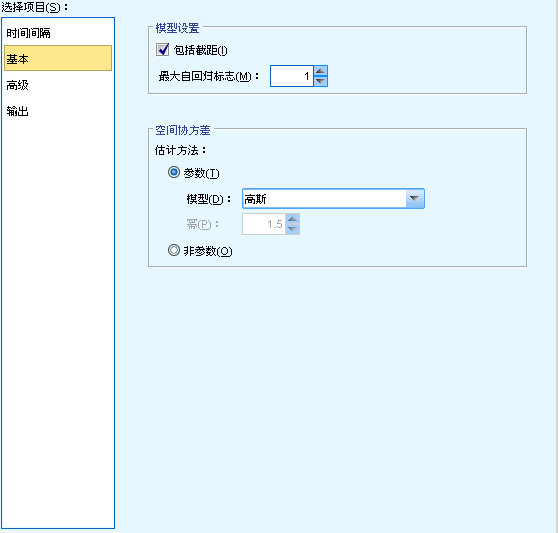 选择项目(S)：
时间间隔
基本
高级
输出
模型设置
包括截距(I)
最大自回归标志(M)： 1
空间协方差
估计方法：
参数(T)
模型(D)： 高斯
幂(P)： 1.5
非参数(O)